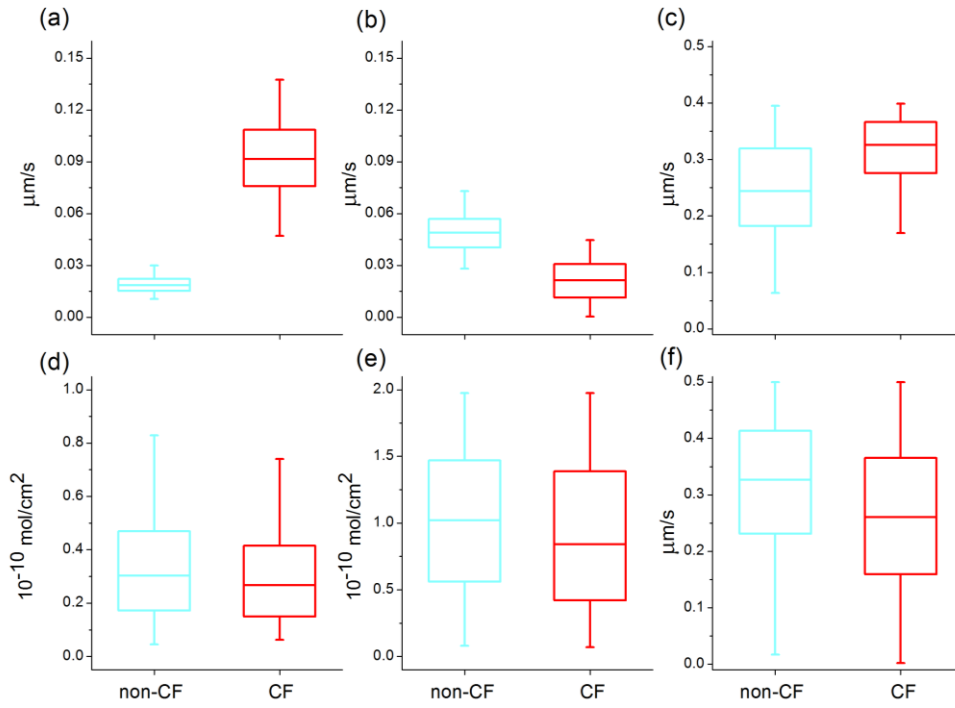 (a) (b) (c)
0.15 0.15 0.5
0.12 0.12 0.4
0.09 0.09 0.3
0.06 0.06 0.2
0.03 0.03 0.1
0.00 0.00 0.0
μm/s μm/s μm/s
(d) (e) (f)
1.0 2.0 0.5
0.8 1.5 0.4
0.6 1.0 0.3
0.4 0.5 0.2
0.2 0.0 0.1
0.0 0.0
10⁻¹⁰ mol/cm² 10⁻¹⁰ mol/cm² μm/s
non-CF CF non-CF CF non-CF CF